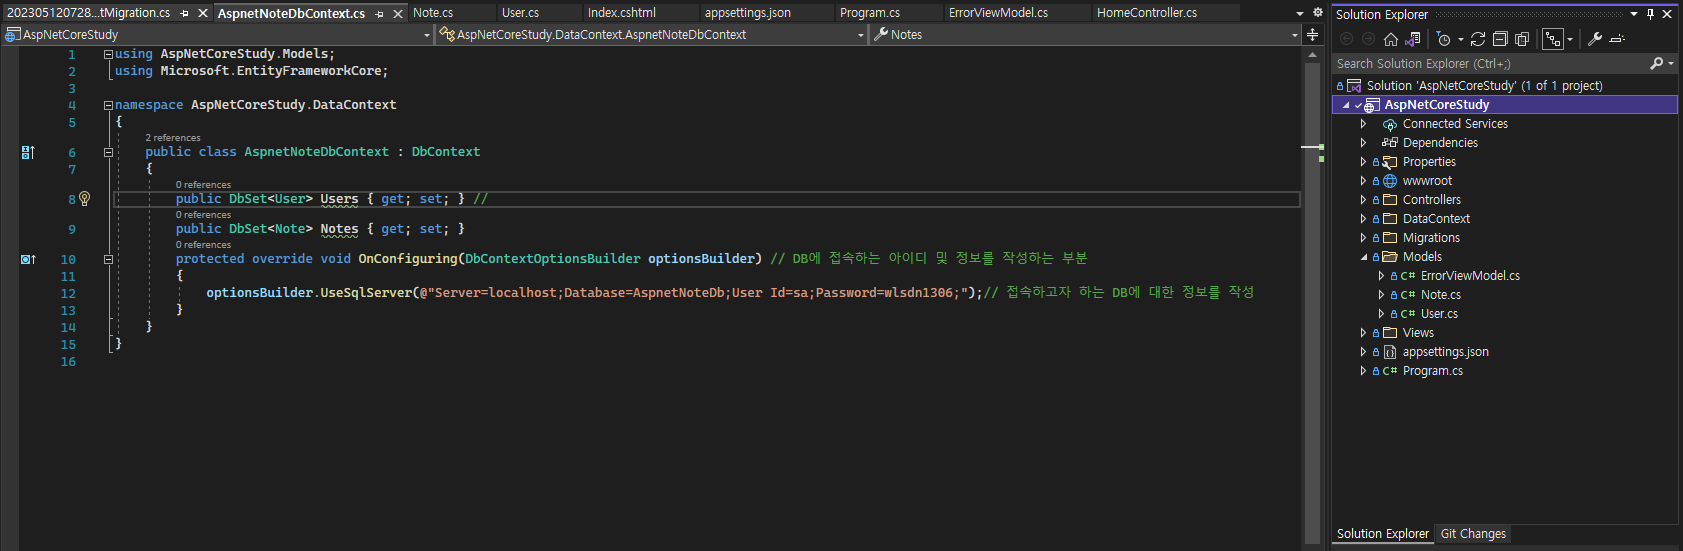 202305120728...tMigration.cs AspnetNoteDbContext.cs Note.cs User.cs Index.cshtml appsettings.json Program.cs ErrorViewModel.cs HomeController.cs
AspNetCoreStudy AspNetCoreStudy.DataContext.AspnetNoteDbContext Notes
1 using AspNetCoreStudy.Models;
2 using Microsoft.EntityFrameworkCore;
3
4 namespace AspNetCoreStudy.DataContext
5 {
2 references
6 public class AspnetNoteDbContext : DbContext
7 {
0 references
8 public DbSet<User> Users { get; set; } //
0 references
9 public DbSet<Note> Notes { get; set; }
0 references
10 protected override void OnConfiguring(DbContextOptionsBuilder optionsBuilder) // DB에 접속하는 아이디 및 정보를 작성하는 부분
11 {
12 optionsBuilder.UseSqlServer(@"Server=localhost;Database=AspnetNoteDb;User Id=sa;Password=wlsdn1306;");// 접속하고자 하는 DB에 대한 정보를 작성
13 }
14 }
15 }
16
Solution Explorer
Search Solution Explorer (Ctrl+;)
Solution 'AspNetCoreStudy' (1 of 1 project)
AspNetCoreStudy
Connected Services
Dependencies
Properties
wwwroot
Controllers
DataContext
Migrations
Models
C# ErrorViewModel.cs
C# Note.cs
C# User.cs
Views
appsettings.json
C# Program.cs
Solution Explorer Git Changes